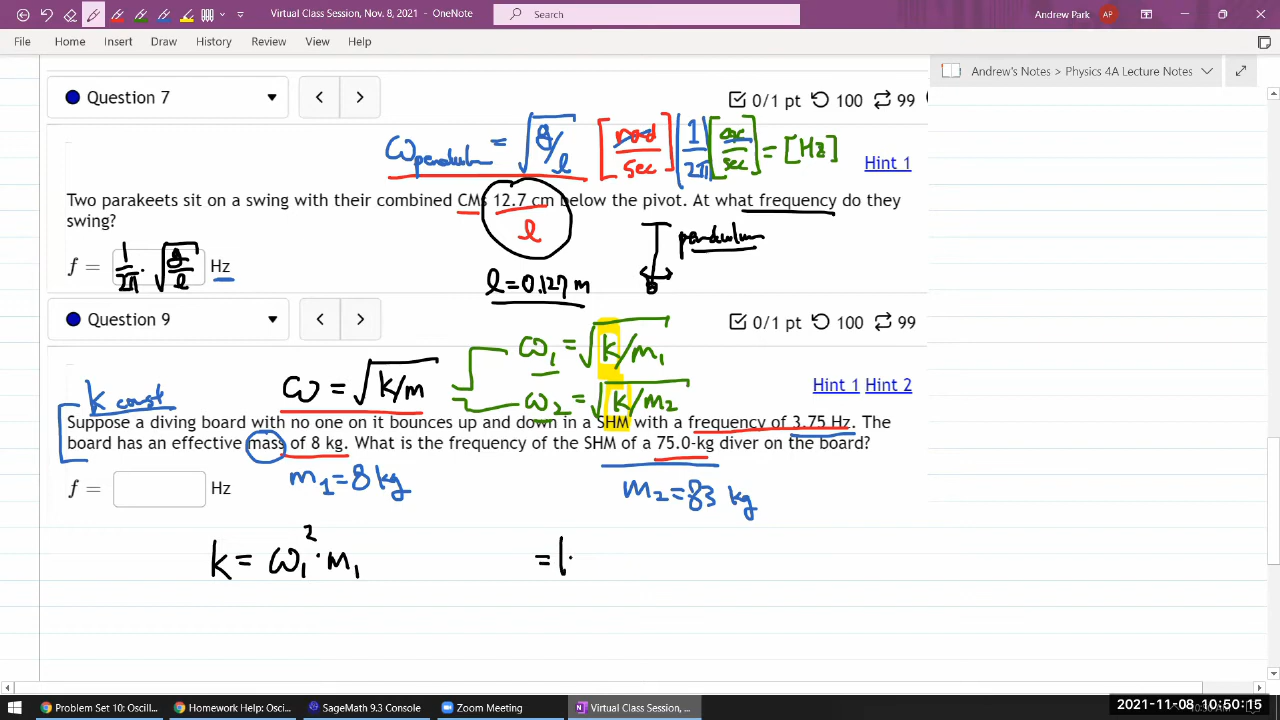 Virtual Class Session, Nov. 8, 2021 - OneNote
Search
Andrew Park AP
File Home Insert Draw History Review View Help
Andrew's Notes > Physics 4A Lecture Notes
Question 7
0/1 pt 100 99
ω pendulum = √g/l [rad/sec] (1/2π) [osc/sec] = [Hz]
Hint 1
Two parakeets sit on a swing with their combined CMs 12.7 cm below the pivot. At what frequency do they
swing?
l
pendulum
f = 1/2π · √g/l Hz
l = 0.127 m
Question 9
0/1 pt 100 99
ω₁ = √k/m₁
ω = √k/m
Hint 1 Hint 2
k const
ω₂ = √k/m₂
Suppose a diving board with no one on it bounces up and down in a SHM with a frequency of 3.75 Hz. The
board has an effective mass of 8 kg. What is the frequency of the SHM of a 75.0-kg diver on the board?
f = Hz
m₁ = 8 kg
m₂ = 83 kg
k = ω₁² · m₁ =
Problem Set 10: Oscill...
Homework Help: Os...
SageMath 9.3 Console
Zoom Meeting
Virtual Class Session, ...
2021-11-08 10:50:15